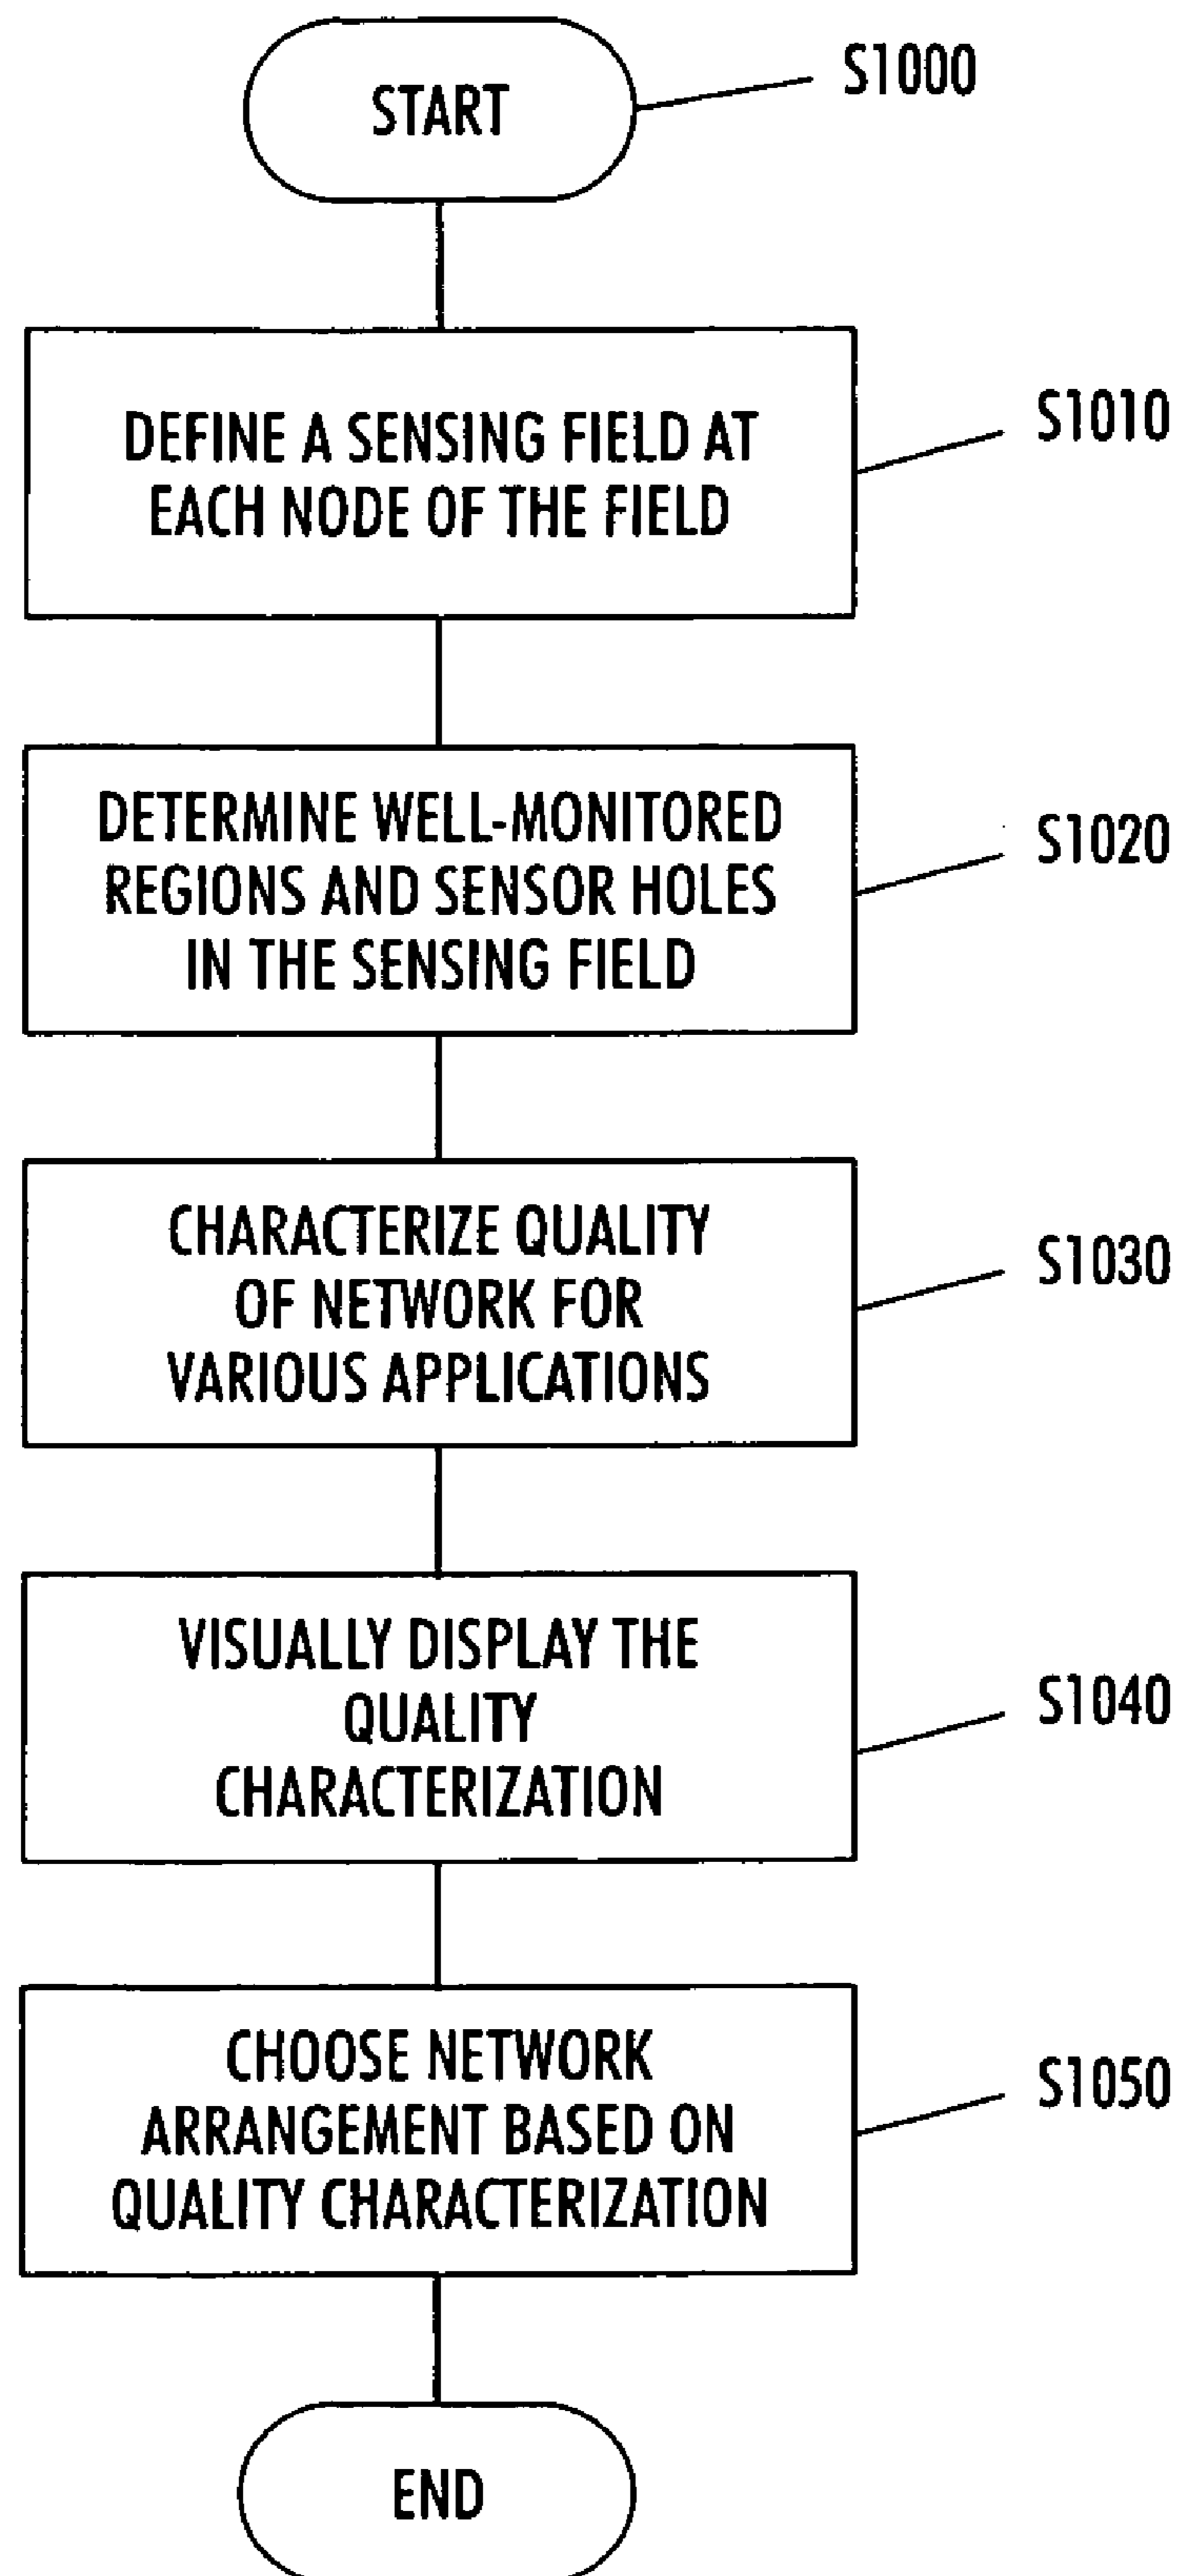 START
S1000
DEFINE A SENSING FIELD AT
EACH NODE OF THE FIELD
S1010
DETERMINE WELL-MONITORED
REGIONS AND SENSOR HOLES
IN THE SENSING FIELD
S1020
CHARACTERIZE QUALITY
OF NETWORK FOR
VARIOUS APPLICATIONS
S1030
VISUALLY DISPLAY THE
QUALITY
CHARACTERIZATION
S1040
CHOOSE NETWORK
ARRANGEMENT BASED ON
QUALITY CHARACTERIZATION
S1050
END